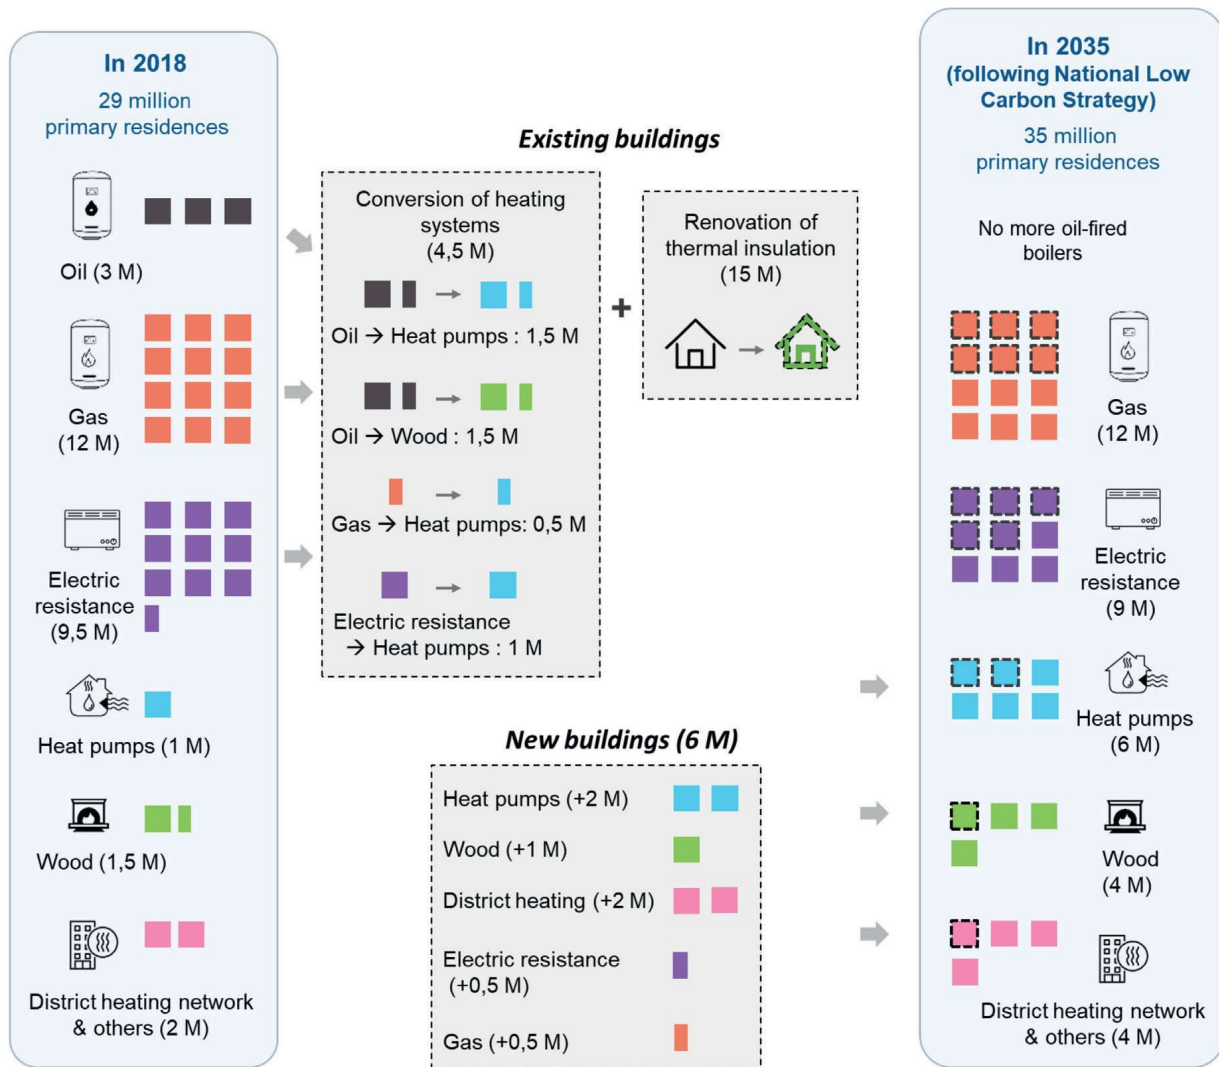 In 2018
29 million
primary residences
Oil (3 M)
Gas
(12 M)
Electric
resistance
(9,5 M)
Heat pumps (1 M)
Wood (1,5 M)
District heating network
& others (2 M)
Existing buildings
Conversion of heating
systems
(4,5 M)
Oil → Heat pumps : 1,5 M
Oil → Wood : 1,5 M
Gas → Heat pumps: 0,5 M
Electric resistance
→ Heat pumps : 1 M
+
Renovation of
thermal insulation
(15 M)
New buildings (6 M)
Heat pumps (+2 M)
Wood (+1 M)
District heating (+2 M)
Electric resistance
(+0,5 M)
Gas (+0,5 M)
In 2035
(following National Low
Carbon Strategy)
35 million
primary residences
No more oil-fired
boilers
Gas
(12 M)
Electric
resistance
(9 M)
Heat pumps
(6 M)
Wood
(4 M)
District heating network
& others (4 M)